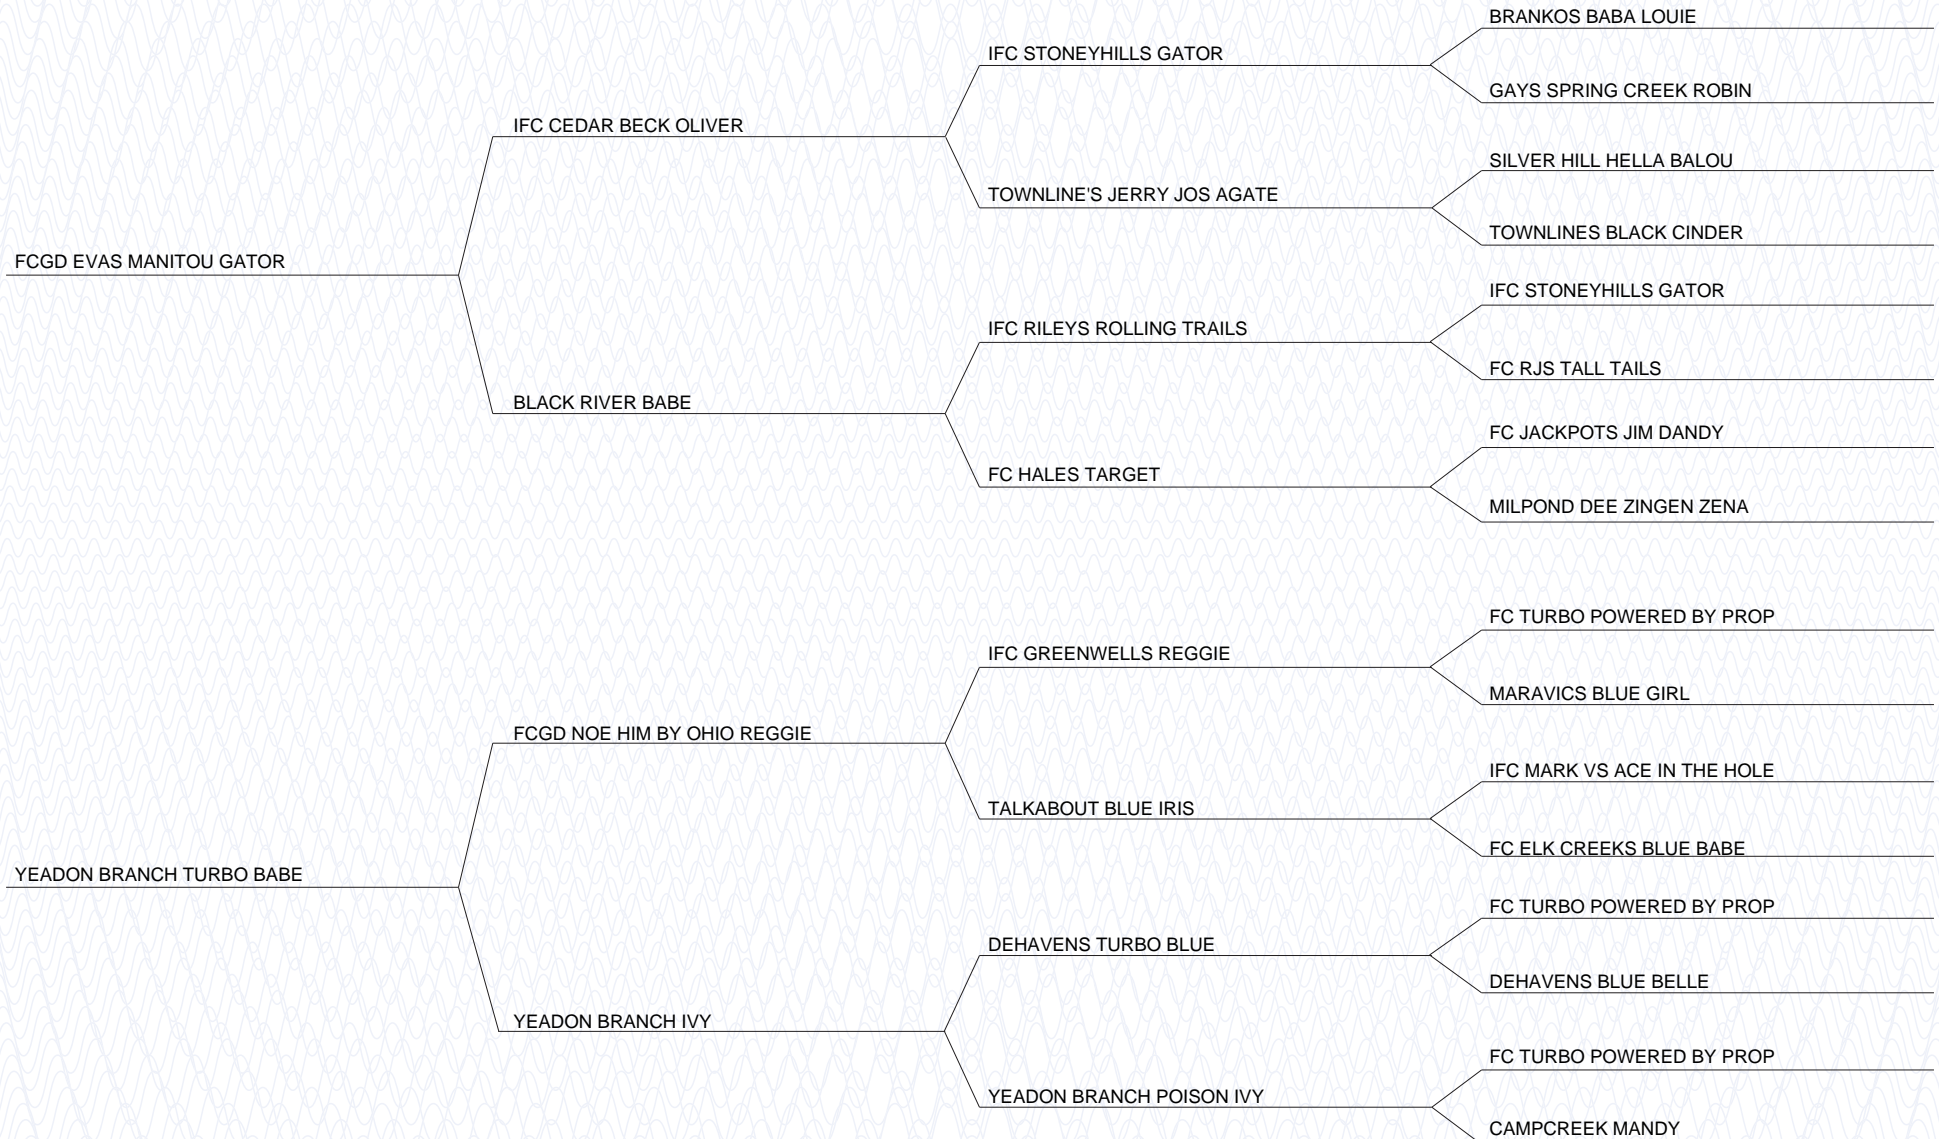 BRANKOS BABA LOUIE
IFC STONEYHILLS GATOR
GAYS SPRING CREEK ROBIN
IFC CEDAR BECK OLIVER
SILVER HILL HELLA BALOU
TOWNLINE'S JERRY JOS AGATE
TOWNLINES BLACK CINDER
FCGD EVAS MANITOU GATOR
IFC STONEYHILLS GATOR
IFC RILEYS ROLLING TRAILS
FC RJS TALL TAILS
BLACK RIVER BABE
FC JACKPOTS JIM DANDY
FC HALES TARGET
MILPOND DEE ZINGEN ZENA
FC TURBO POWERED BY PROP
IFC GREENWELLS REGGIE
MARAVICS BLUE GIRL
FCGD NOE HIM BY OHIO REGGIE
IFC MARK VS ACE IN THE HOLE
TALKABOUT BLUE IRIS
FC ELK CREEKS BLUE BABE
YEADON BRANCH TURBO BABE
FC TURBO POWERED BY PROP
DEHAVENS TURBO BLUE
DEHAVENS BLUE BELLE
YEADON BRANCH IVY
FC TURBO POWERED BY PROP
YEADON BRANCH POISON IVY
CAMPCREEK MANDY